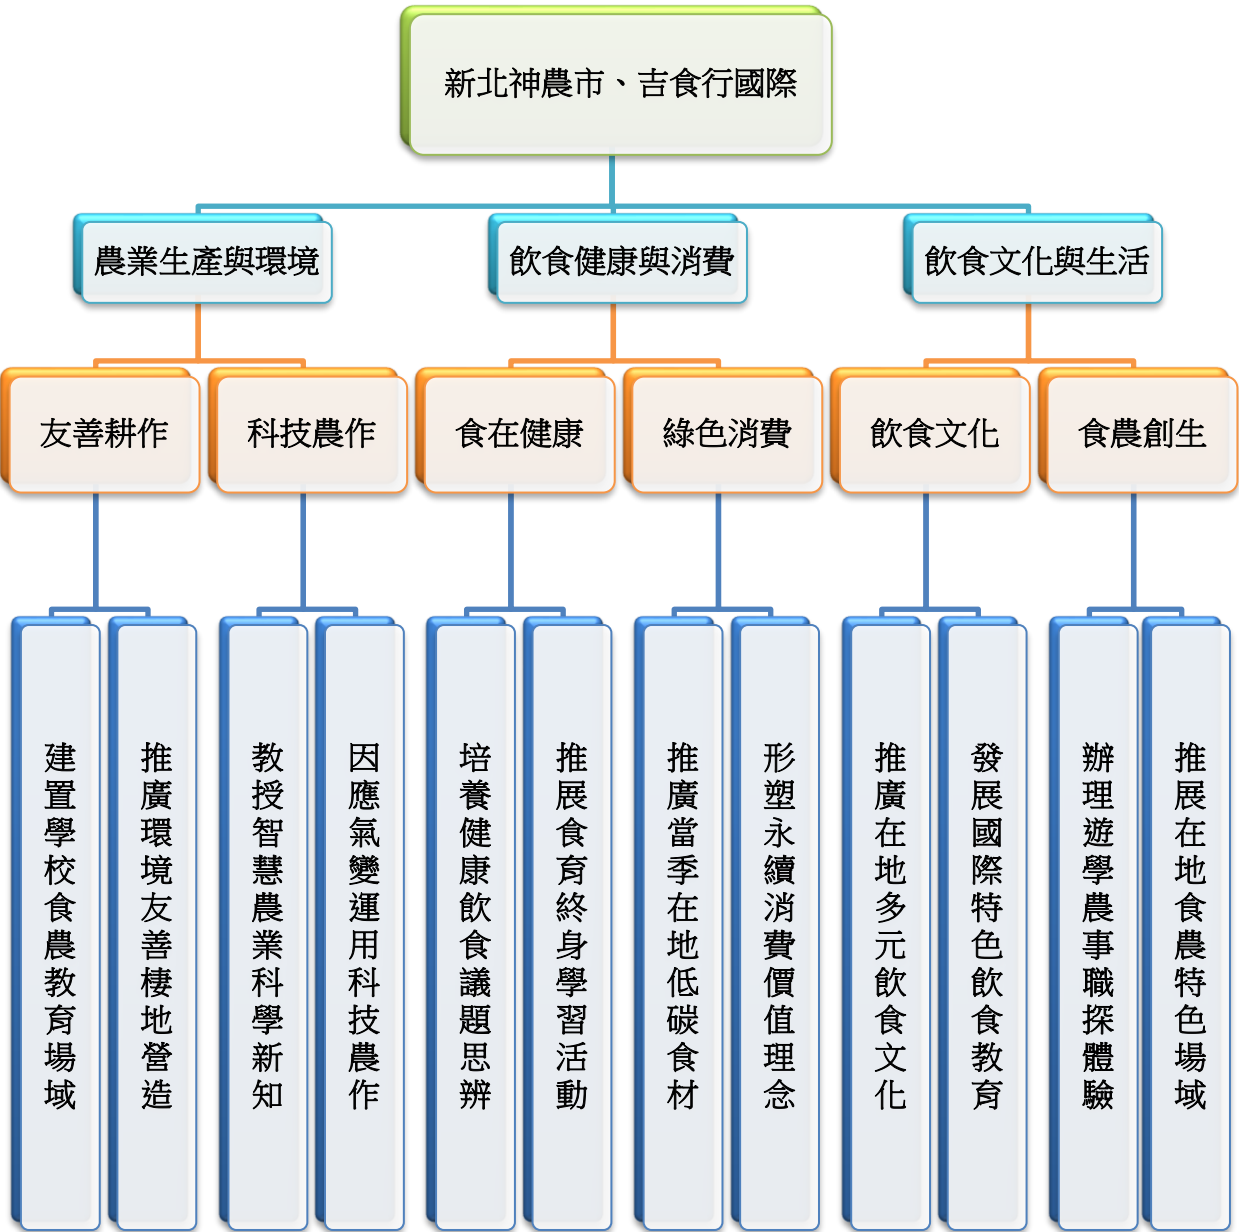 新北神農市、吉食行國際
農業生產與環境
飲食健康與消費
飲食文化與生活
友善耕作
科技農作
食在健康
綠色消費
飲食文化
食農創生
建置學校食農教育場域
推廣環境友善棲地營造
教授智慧農業科學新知
因應氣變運用科技農作
培養健康飲食議題思辨
推展食育終身學習活動
推廣當季在地低碳食材
形塑永續消費價值理念
推廣在地多元飲食文化
發展國際特色飲食教育
辦理遊學農事職探體驗
推展在地食農特色場域